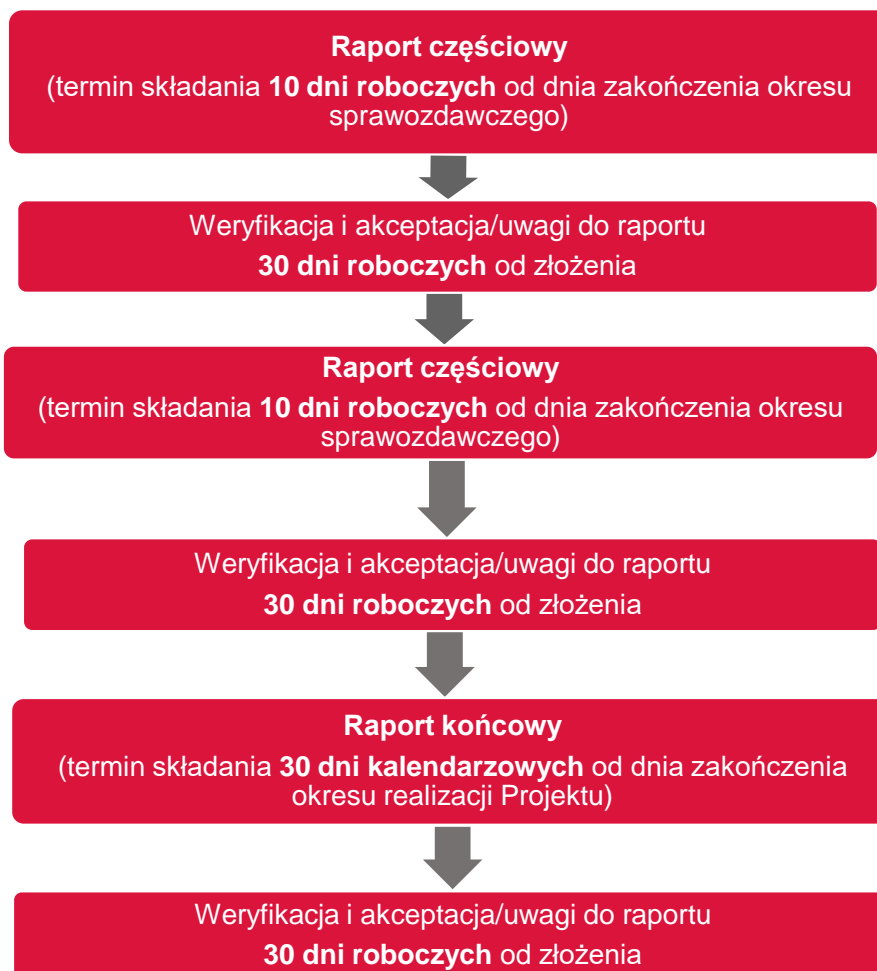 Raport częściowy
(termin składania 10 dni roboczych od dnia zakończenia okresu
sprawozdawczego)
Weryfikacja i akceptacja/uwagi do raportu
30 dni roboczych od złożenia
Raport częściowy
(termin składania 10 dni roboczych od dnia zakończenia okresu
sprawozdawczego)
Weryfikacja i akceptacja/uwagi do raportu
30 dni roboczych od złożenia
Raport końcowy
(termin składania 30 dni kalendarzowych od dnia zakończenia
okresu realizacji Projektu)
Weryfikacja i akceptacja/uwagi do raportu
30 dni roboczych od złożenia